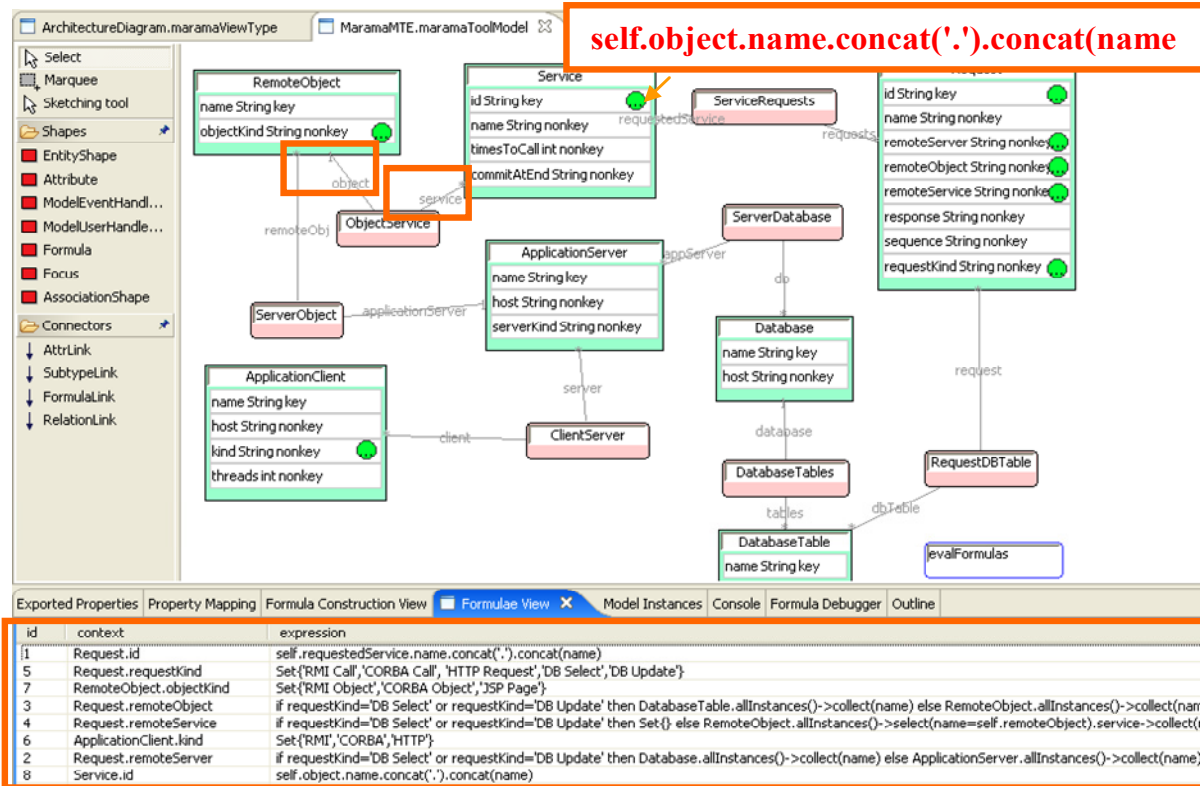 ArchitectureDiagram.maramaViewType
MaramaMTE.maramaToolModel
self.object.name.concat('.').concat(name
Select
Marquee
Sketching tool
Shapes
EntityShape
Attribute
ModelEventHandl...
ModelUserHandle...
Formula
Focus
AssociationShape
Connectors
AttrLink
SubtypeLink
FormulaLink
RelationLink
RemoteObject
name String key
objectKind String nonkey
Service
id String key
name String nonkey
timesToCall int nonkey
commitAtEnd String nonkey
requestedService
ServiceRequests
requests
id String key
name String nonkey
remoteServer String nonkey
remoteObject String nonkey
remoteService String nonke
response String nonkey
sequence String nonkey
requestKind String nonkey
object
service
remoteObj
ObjectService
ServerDatabase
appServer
db
ApplicationServer
name String key
host String nonkey
serverKind String nonkey
ServerObject
applicationServer
Database
name String key
host String nonkey
request
ApplicationClient
name String key
host String nonkey
kind String nonkey
threads int nonkey
server
client
ClientServer
database
DatabaseTables
RequestDBTable
tables
dbTable
DatabaseTable
name String key
evalFormulas
Exported Properties Property Mapping Formula Construction View Formulae View Model Instances Console Formula Debugger Outline
id context expression
1 Request.id self.requestedService.name.concat('.').concat(name)
5 Request.requestKind Set{'RMI Call','CORBA Call', 'HTTP Request','DB Select','DB Update'}
7 RemoteObject.objectKind Set{'RMI Object','CORBA Object','JSP Page'}
3 Request.remoteObject if requestKind='DB Select' or requestKind='DB Update' then DatabaseTable.allInstances()->collect(name) else RemoteObject.allInstances()->collect(nam
4 Request.remoteService if requestKind='DB Select' or requestKind='DB Update' then Set{} else RemoteObject.allInstances()->select(name=self.remoteObject).service->collect(
6 ApplicationClient.kind Set{'RMI','CORBA','HTTP'}
2 Request.remoteServer if requestKind='DB Select' or requestKind='DB Update' then Database.allInstances()->collect(name) else ApplicationServer.allInstances()->collect(name)
8 Service.id self.object.name.concat('.').concat(name)